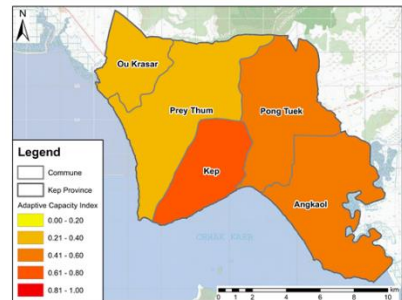 N
Ou Krasar
Prey Thum
Pong Tuek
Kep
Angkaol
Legend
Commune
Kep Province
Adaptive Capacity Index
0.00 - 0.20
0.21 - 0.40
0.41 - 0.60
0.61 - 0.80
0.81 - 1.00
km
0 1 2 4 6 8 10